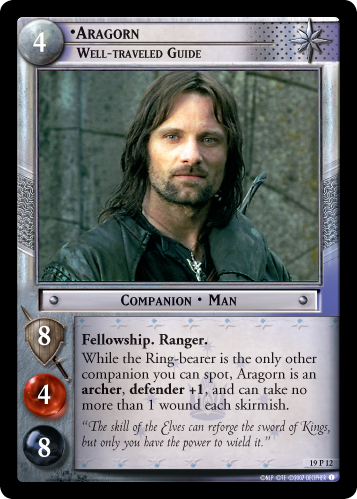 4
•Aragorn
Well-traveled Guide
Companion • Man
8
4
8
Fellowship. Ranger.
While the Ring-bearer is the only other
companion you can spot, Aragorn is an
archer, defender +1, and can take no
more than 1 wound each skirmish.
“The skill of the Elves can reforge the sword of Kings,
but only you have the power to wield it.”
19 P 12